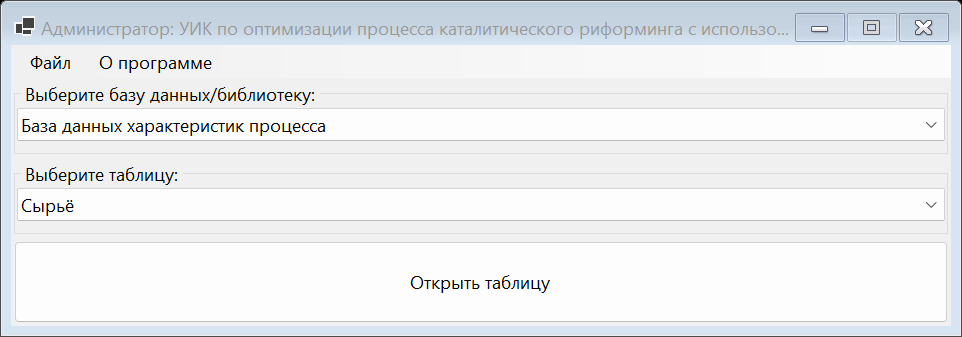 Администратор: УИК по оптимизации процесса каталитического риформинга с использо...
Файл О программе
Выберите базу данных/библиотеку:
База данных характеристик процесса
Выберите таблицу:
Сырьё
Открыть таблицу